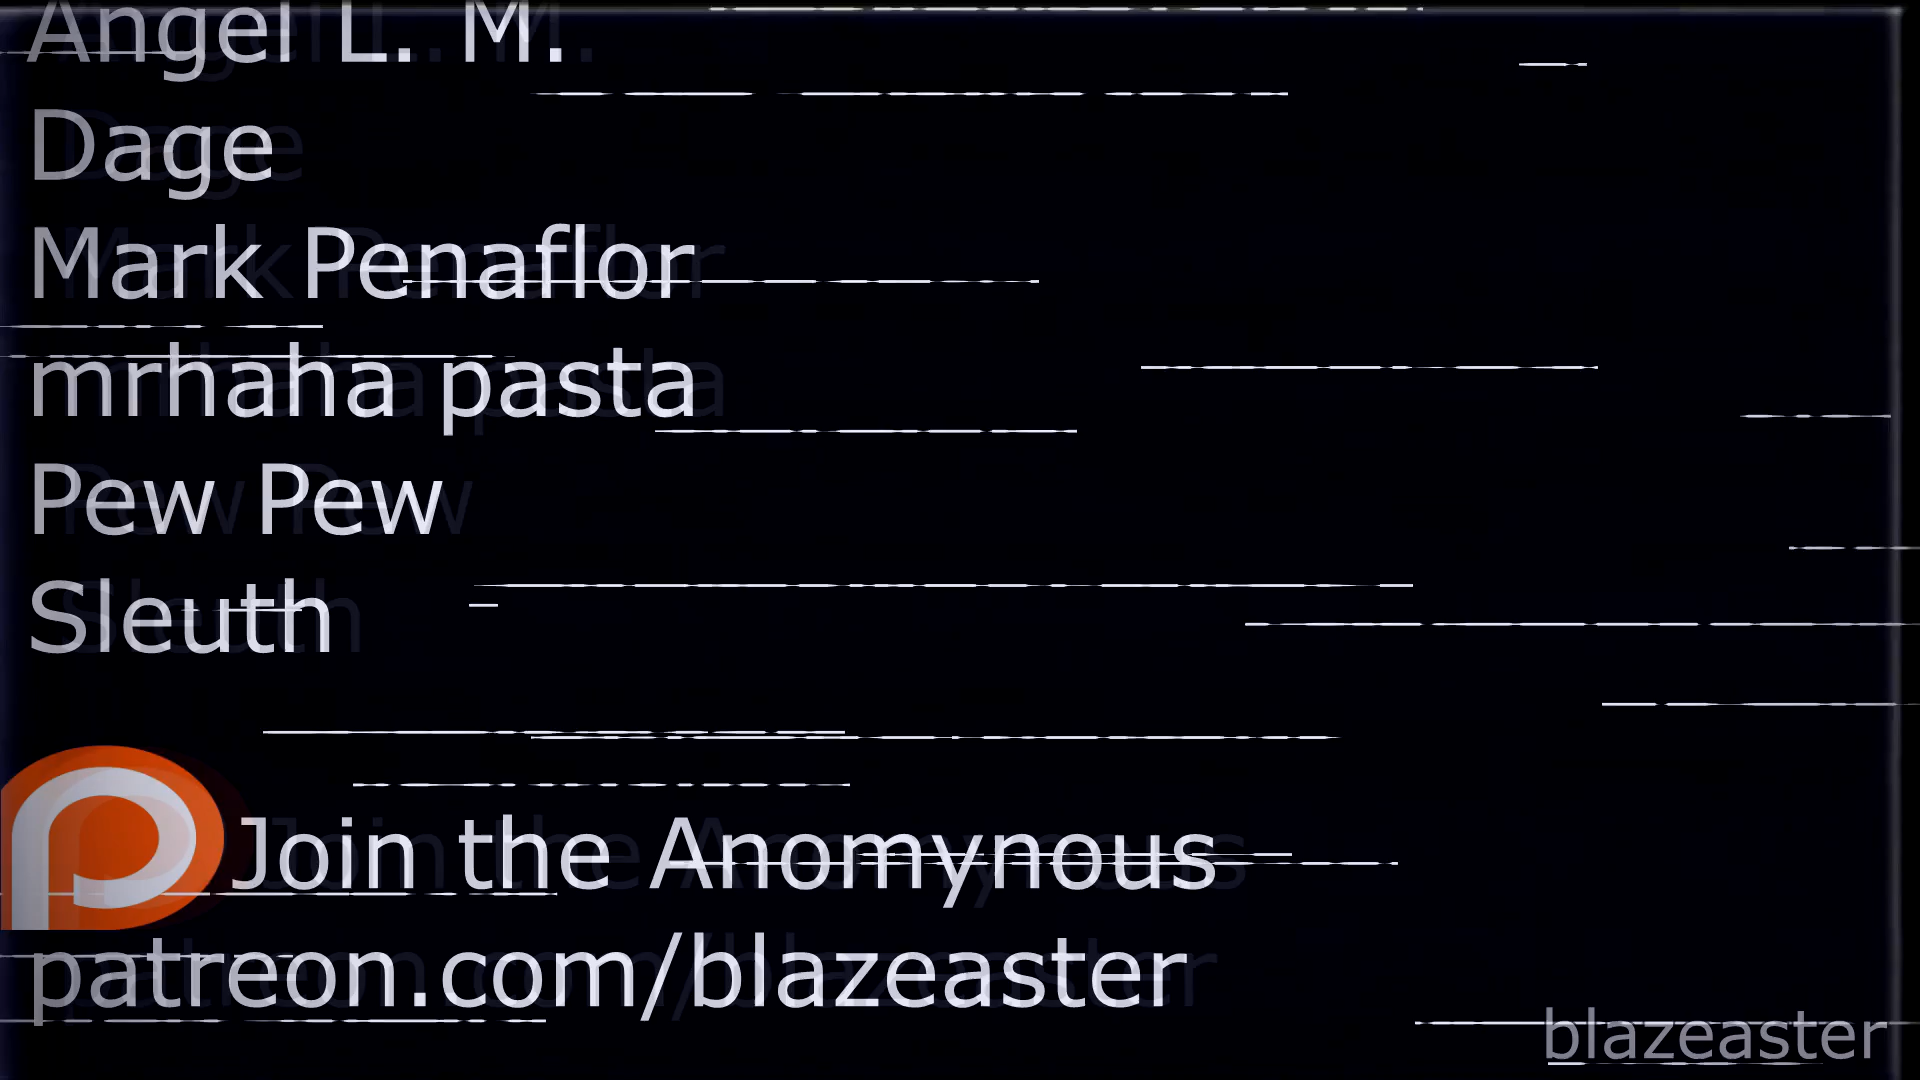 Angel L. M.
Dage
Mark Penaflor
mrhaha pasta
Pew Pew
Sleuth
Join the Anomynous
patreon.com/blazeaster
blazeaster